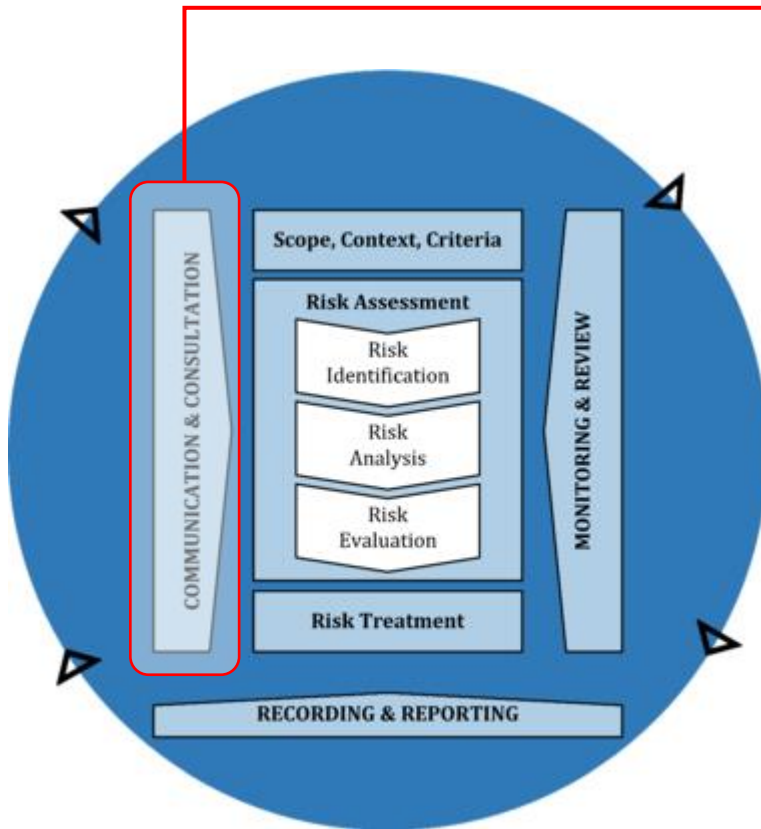 COMMUNICATION & CONSULTATION
Scope, Context, Criteria
Risk Assessment
Risk
Identification
Risk
Analysis
Risk
Evaluation
Risk Treatment
MONITORING & REVIEW
RECORDING & REPORTING